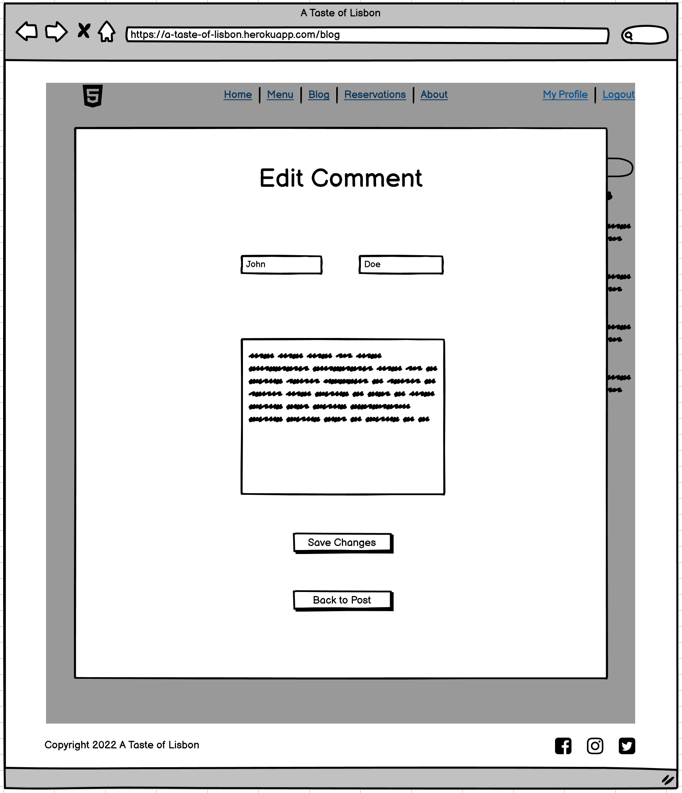 A Taste of Lisbon
https://a-taste-of-lisbon.herokuapp.com/blog
5 Home Menu Blog Reservations About My Profile Logout
Edit Comment
John Doe
Save Changes
Back to Post
Copyright 2022 A Taste of Lisbon